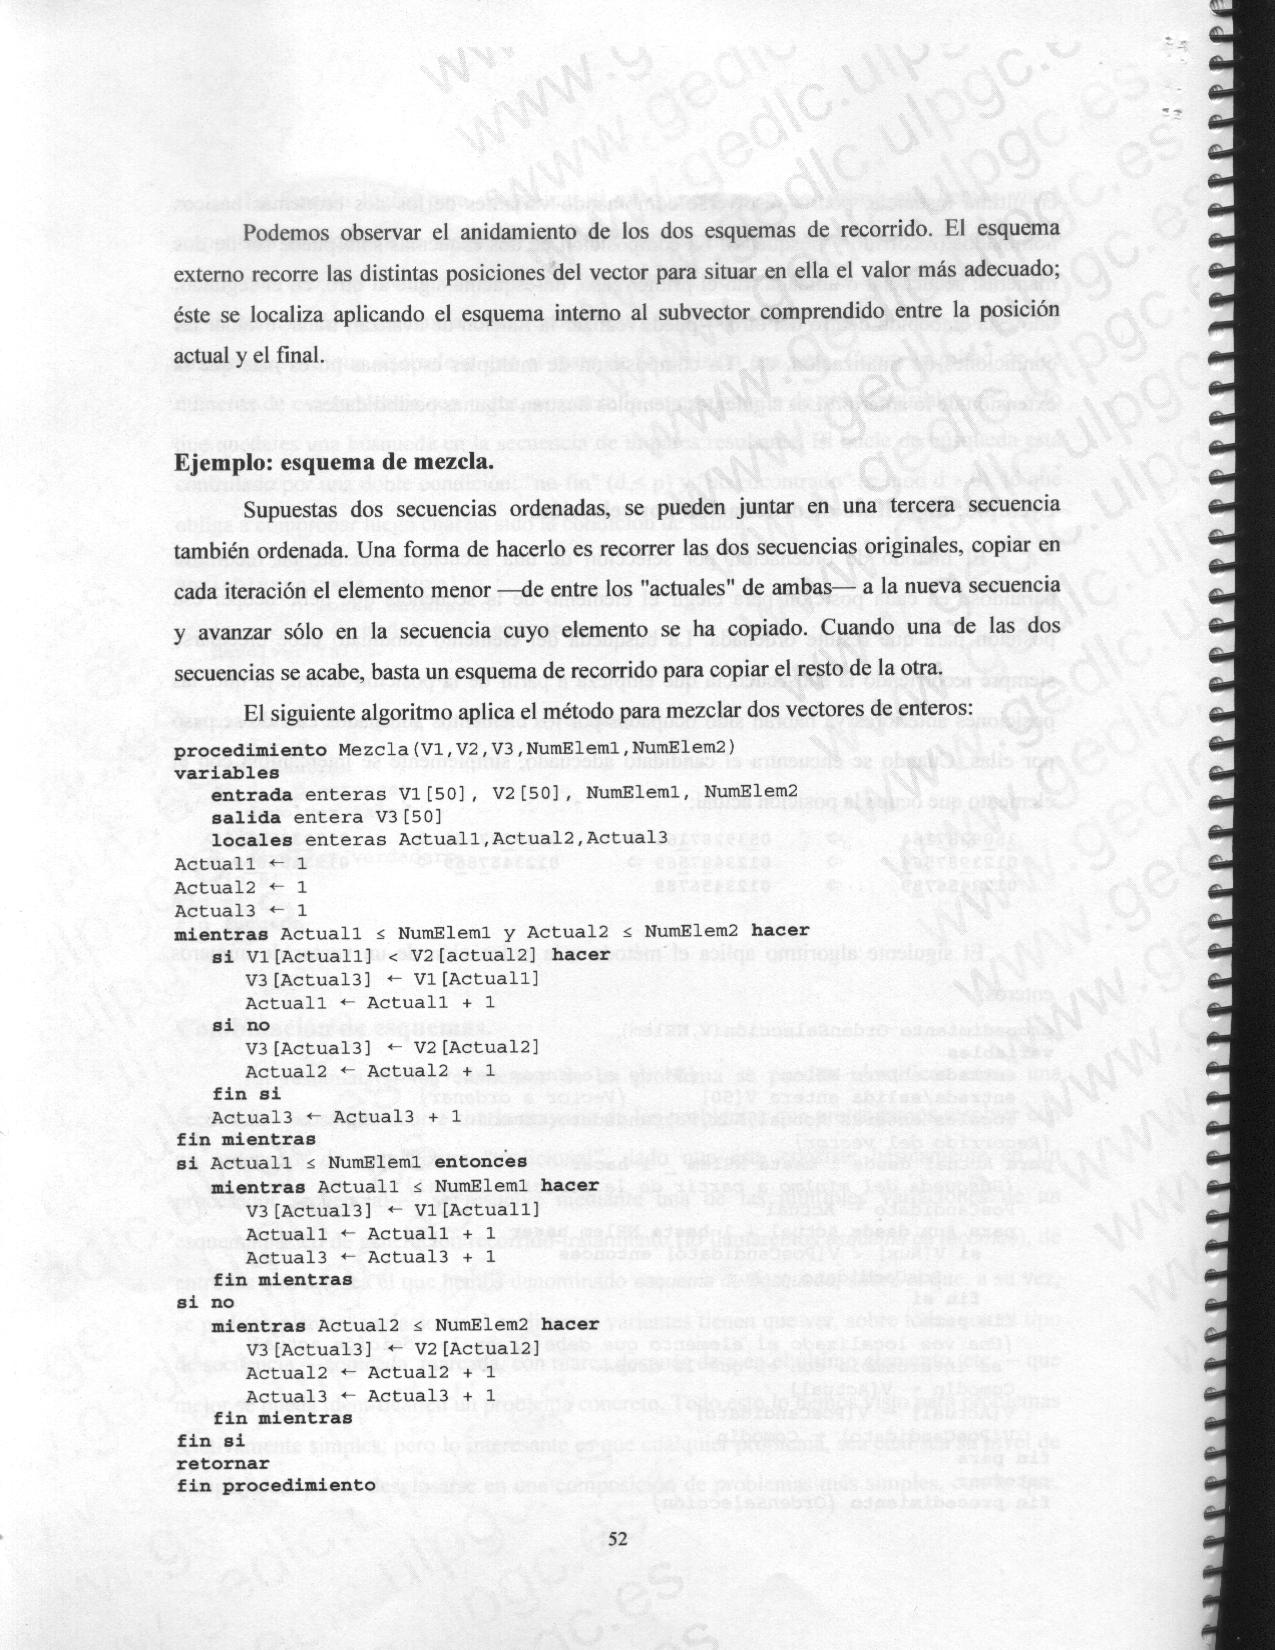 Podemos observar el anidamiento de los dos esquemas de recorrido. El esquema
externo recorre las distintas posiciones del vector para situar en ella el valor más adecuado;
éste se localiza aplicando el esquema interno al subvector comprendido entre la posición
actual y el final.
Ejemplo: esquema de mezcla.
Supuestas dos secuencias ordenadas, se pueden juntar en una tercera secuencia
también ordenada. Una forma de hacerlo es recorrer las dos secuencias originales, copiar en
cada iteración el elemento menor —de entre los "actuales" de ambas— a la nueva secuencia
y avanzar sólo en la secuencia cuyo elemento se ha copiado. Cuando una de las dos
secuencias se acabe, basta un esquema de recorrido para copiar el resto de la otra.
El siguiente algoritmo aplica el método para mezclar dos vectores de enteros:
procedimiento Mezcla(V1,V2,V3,NumElem1,NumElem2)
variables
entrada enteras V1[50], V2[50], NumElem1, NumElem2
salida entera V3[50]
locales enteras Actual1,Actual2,Actual3
Actual1 ← 1
Actual2 ← 1
Actual3 ← 1
mientras Actual1 ≤ NumElem1 y Actual2 ≤ NumElem2 hacer
si V1[Actual1] < V2[actual2] hacer
V3[Actual3] ← V1[Actual1]
Actual1 ← Actual1 + 1
si no
V3[Actual3] ← V2[Actual2]
Actual2 ← Actual2 + 1
fin si
Actual3 ← Actual3 + 1
fin mientras
si Actual1 ≤ NumElem1 entonces
mientras Actual1 ≤ NumElem1 hacer
V3[Actual3] ← V1[Actual1]
Actual1 ← Actual1 + 1
Actual3 ← Actual3 + 1
fin mientras
si no
mientras Actual2 ≤ NumElem2 hacer
V3[Actual3] ← V2[Actual2]
Actual2 ← Actual2 + 1
Actual3 ← Actual3 + 1
fin mientras
fin si
retornar
fin procedimiento
52